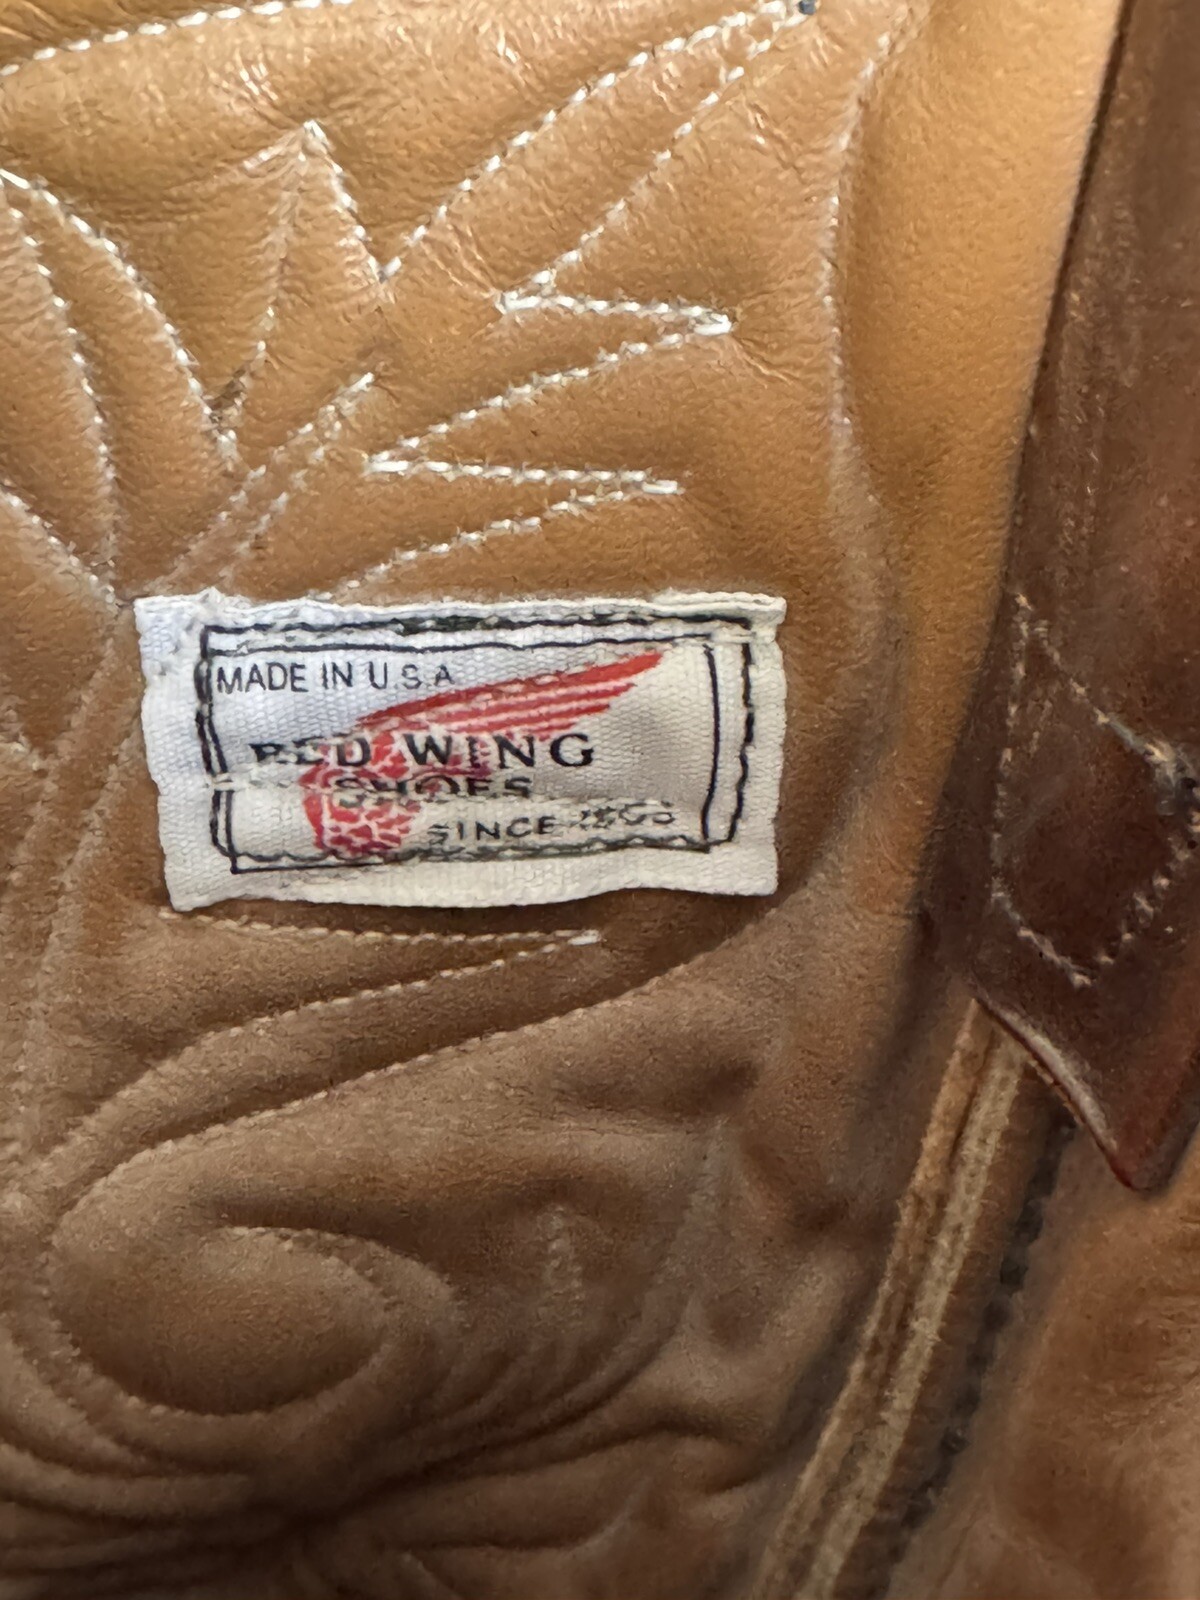 MADE IN U.S.A
RED WING
SHOES
SINCE